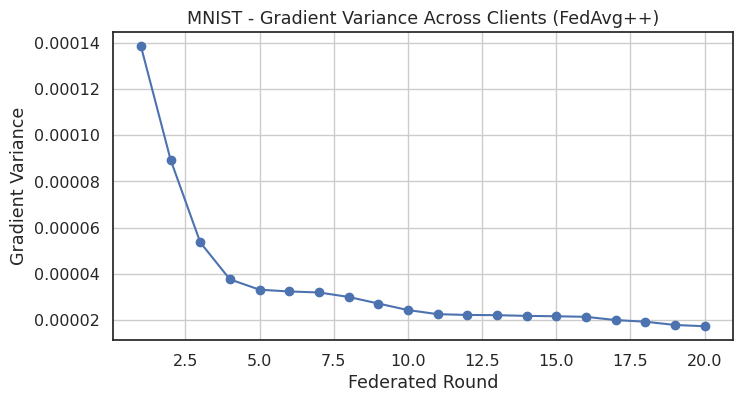 MNIST - Gradient Variance Across Clients (FedAvg++)
Gradient Variance
0.00014
0.00012
0.00010
0.00008
0.00006
0.00004
0.00002
2.5 5.0 7.5 10.0 12.5 15.0 17.5 20.0
Federated Round